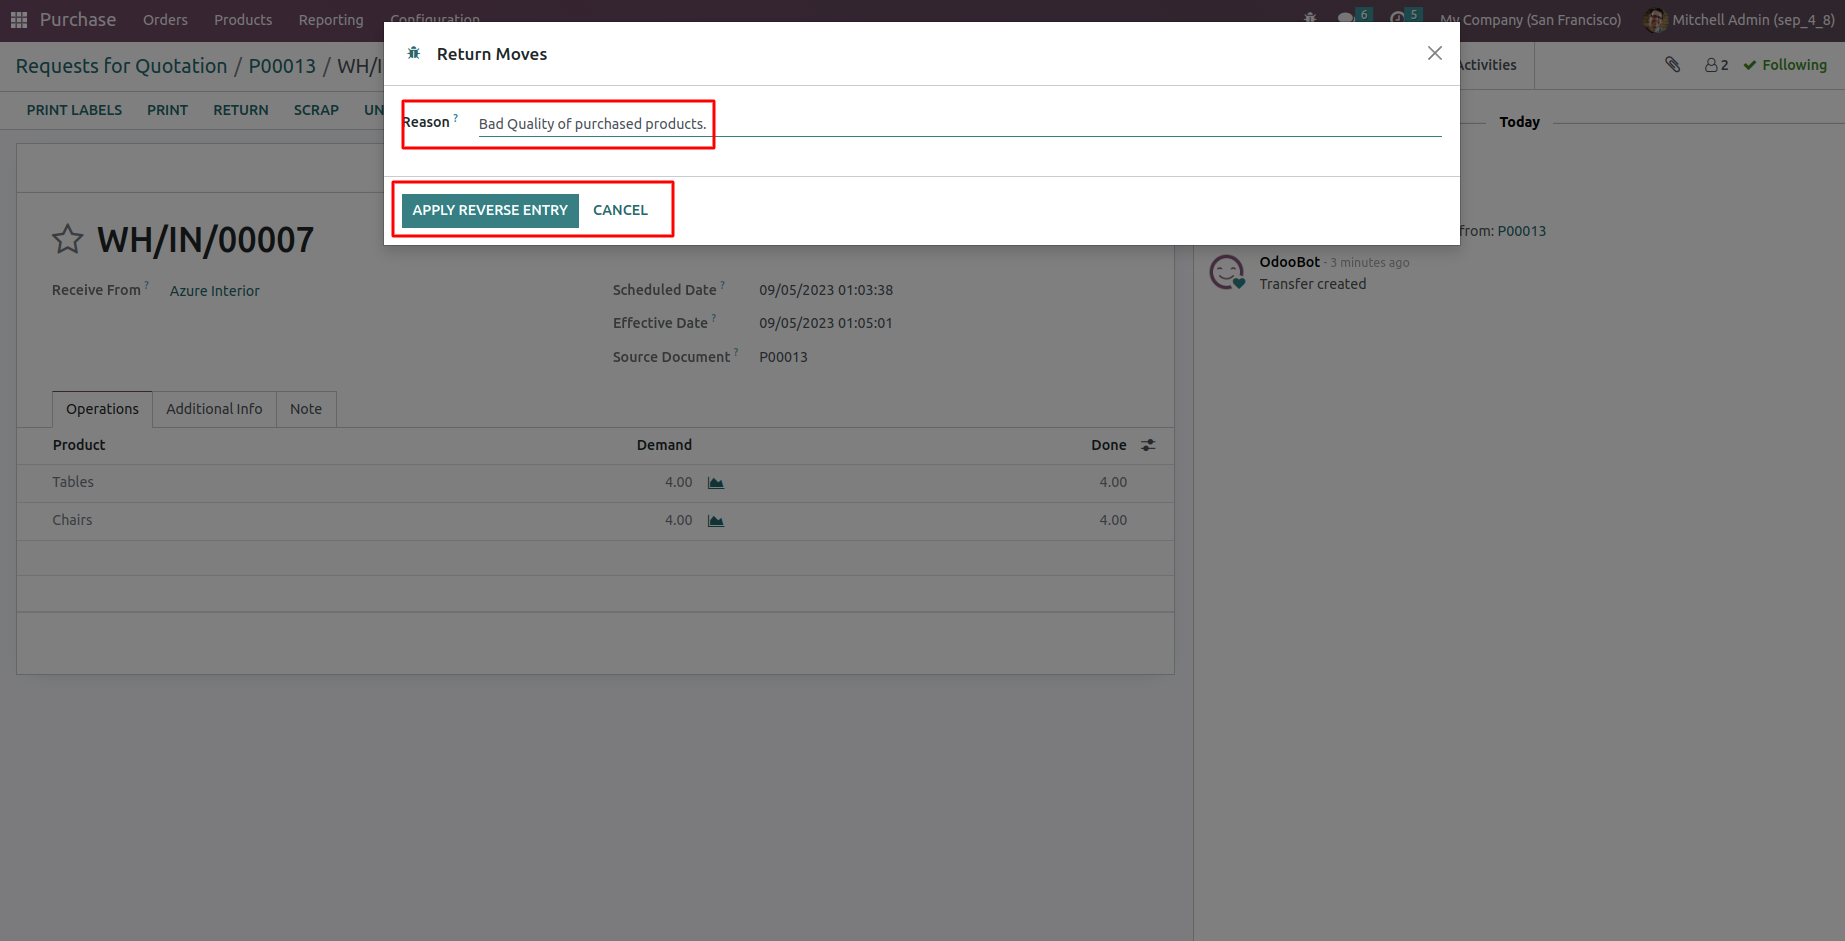 Purchase Orders Products Reporting Configuration 6 5 My Company (San Francisco) Mitchell Admin (sep_4_8)
Return Moves
Requests for Quotation / P00013 / WH/I
Activities 2 Following
PRINT LABELS PRINT RETURN SCRAP UN
Reason ? Bad Quality of purchased products.
Today
APPLY REVERSE ENTRY CANCEL
WH/IN/00007
from: P00013
OdooBot - 3 minutes ago
Transfer created
Receive From ? Azure Interior
Scheduled Date ? 09/05/2023 01:03:38
Effective Date ? 09/05/2023 01:05:01
Source Document ? P00013
Operations Additional Info Note
Product Demand Done
Tables 4.00 4.00
Chairs 4.00 4.00